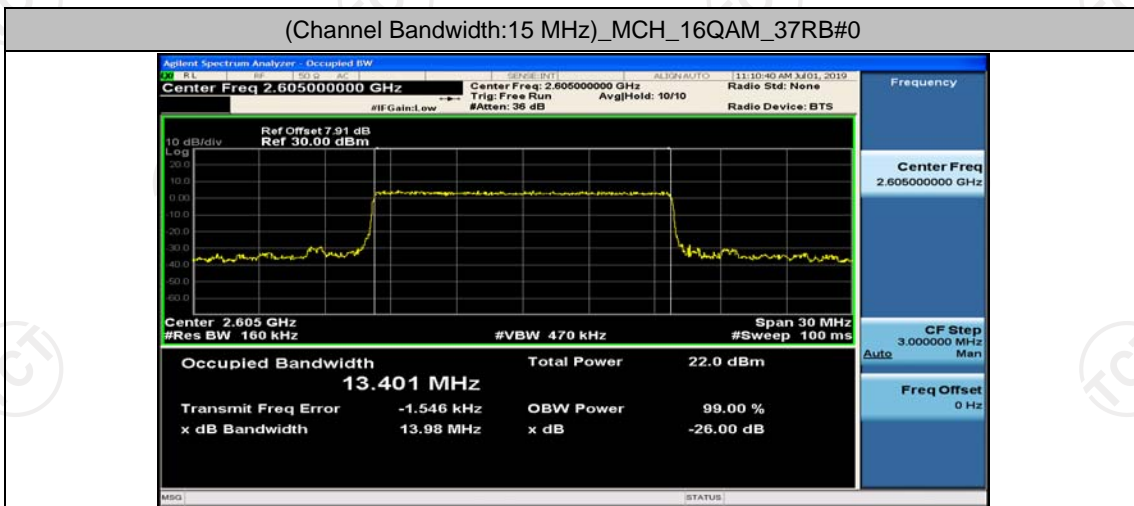 (Channel Bandwidth:15 MHz)_MCH_16QAM_37RB#0
Agilent Spectrum Analyzer - Occupied BW
RL RF 50 Ω AC SENSE:INT ALIGN AUTO 11:10:40 AM Jul 01, 2019
Center Freq 2.605000000 GHz
Center Freq: 2.605000000 GHz
Radio Std: None
Trig: Free Run Avg|Hold: 10/10
#IFGain:Low
#Atten: 36 dB
Radio Device: BTS
Frequency
Ref Offset 7.91 dB
10 dB/div Ref 30.00 dBm
Log
20.0
10.0
0.00
-10.0
-20.0
-30.0
-40.0
-50.0
-60.0
Center 2.605 GHz Span 30 MHz
#Res BW 160 kHz #VBW 470 kHz #Sweep 100 ms
Occupied Bandwidth Total Power 22.0 dBm
13.401 MHz
Transmit Freq Error -1.546 kHz OBW Power 99.00 %
x dB Bandwidth 13.98 MHz x dB -26.00 dB
Center Freq
2.605000000 GHz
CF Step
3.000000 MHz
Auto Man
Freq Offset
0 Hz
MSG STATUS
TCT
TCT